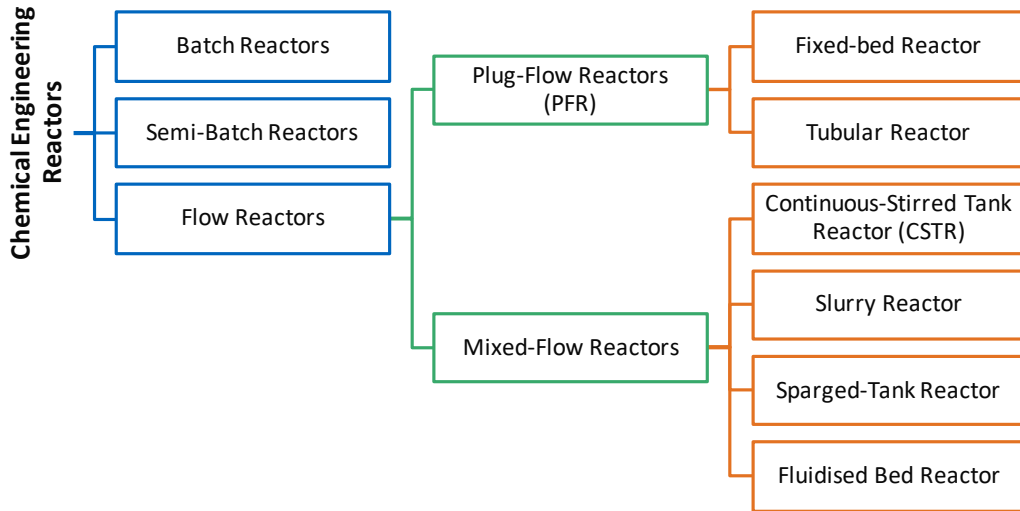 Chemical Engineering
Reactors
Batch Reactors
Semi-Batch Reactors
Flow Reactors
Plug-Flow Reactors
(PFR)
Mixed-Flow Reactors
Fixed-bed Reactor
Tubular Reactor
Continuous-Stirred Tank
Reactor (CSTR)
Slurry Reactor
Sparged-Tank Reactor
Fluidised Bed Reactor